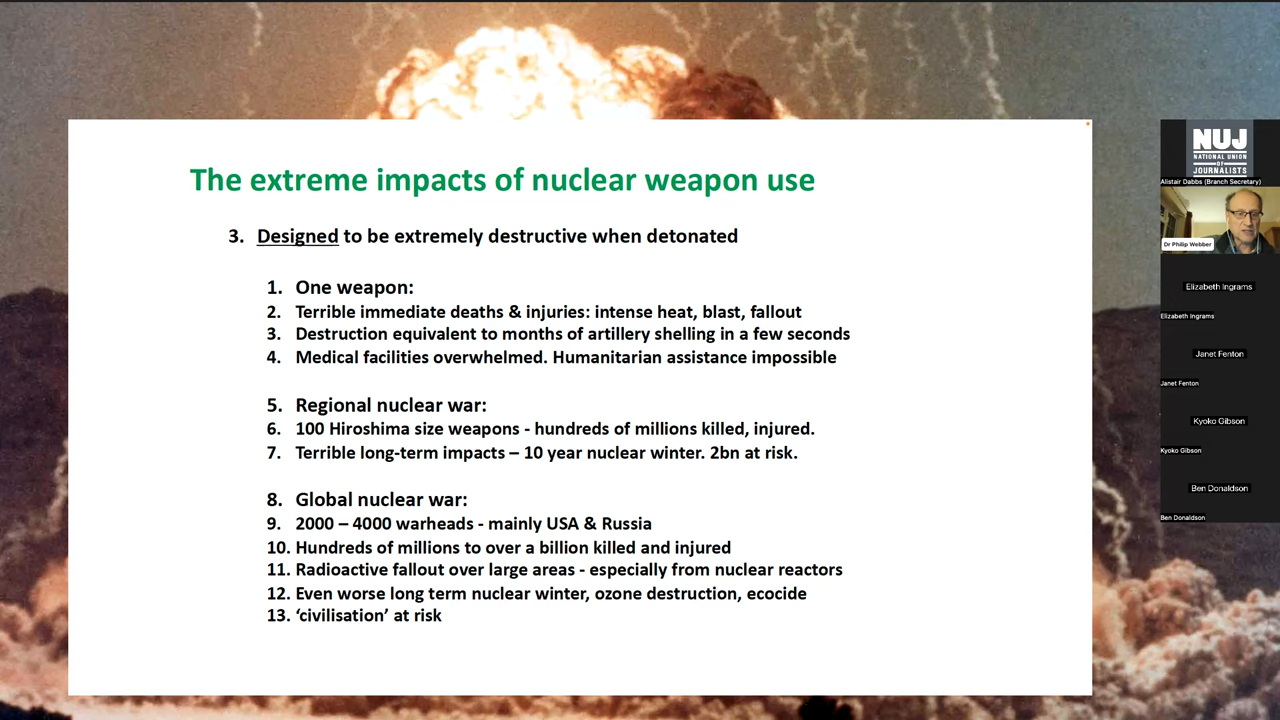 The extreme impacts of nuclear weapon use
3. Designed to be extremely destructive when detonated
1. One weapon:
2. Terrible immediate deaths & injuries: intense heat, blast, fallout
3. Destruction equivalent to months of artillery shelling in a few seconds
4. Medical facilities overwhelmed. Humanitarian assistance impossible
5. Regional nuclear war:
6. 100 Hiroshima size weapons - hundreds of millions killed, injured.
7. Terrible long-term impacts – 10 year nuclear winter. 2bn at risk.
8. Global nuclear war:
9. 2000 – 4000 warheads - mainly USA & Russia
10. Hundreds of millions to over a billion killed and injured
11. Radioactive fallout over large areas - especially from nuclear reactors
12. Even worse long term nuclear winter, ozone destruction, ecocide
13. ‘civilisation’ at risk
NUJ
NATIONAL UNION
OF
JOURNALISTS
Alistair Dabbs (Branch Secretary)
Dr Philip Webber
Elizabeth Ingrams
Elizabeth Ingrams
Janet Fenton
Janet Fenton
Kyoko Gibson
Kyoko Gibson
Ben Donaldson
Ben Donaldson